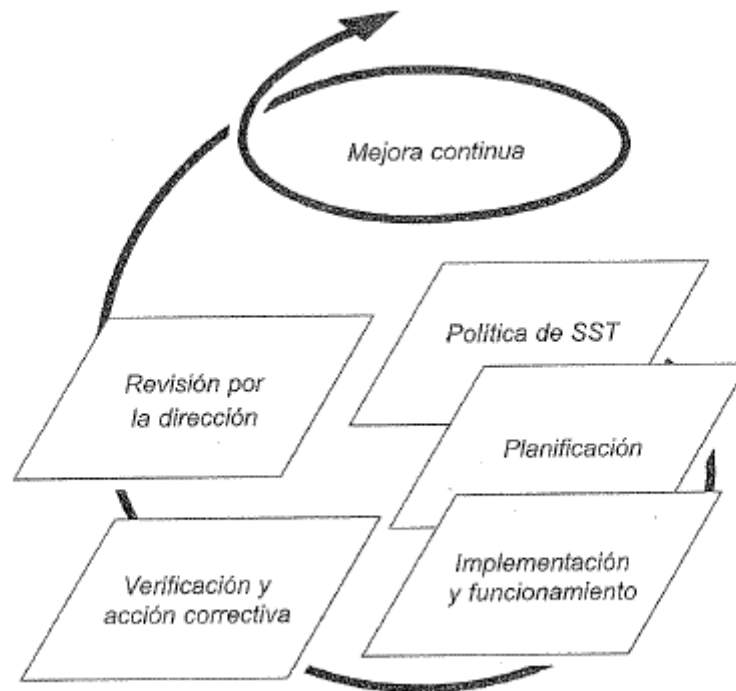 Mejora continua
Política de SST
Revisión por
la dirección
Planificación
Implementación
y funcionamiento
Verificación y
acción correctiva